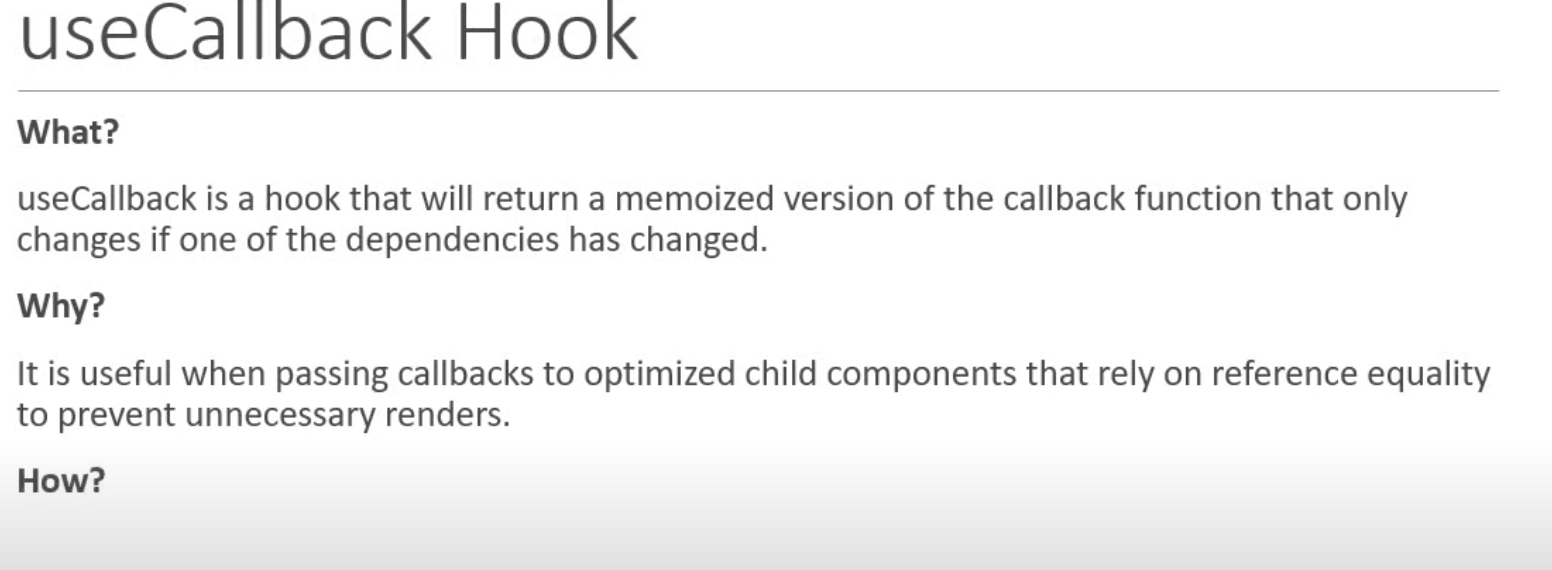 useCallback Hook
What?
useCallback is a hook that will return a memoized version of the callback function that only
changes if one of the dependencies has changed.
Why?
It is useful when passing callbacks to optimized child components that rely on reference equality
to prevent unnecessary renders.
How?